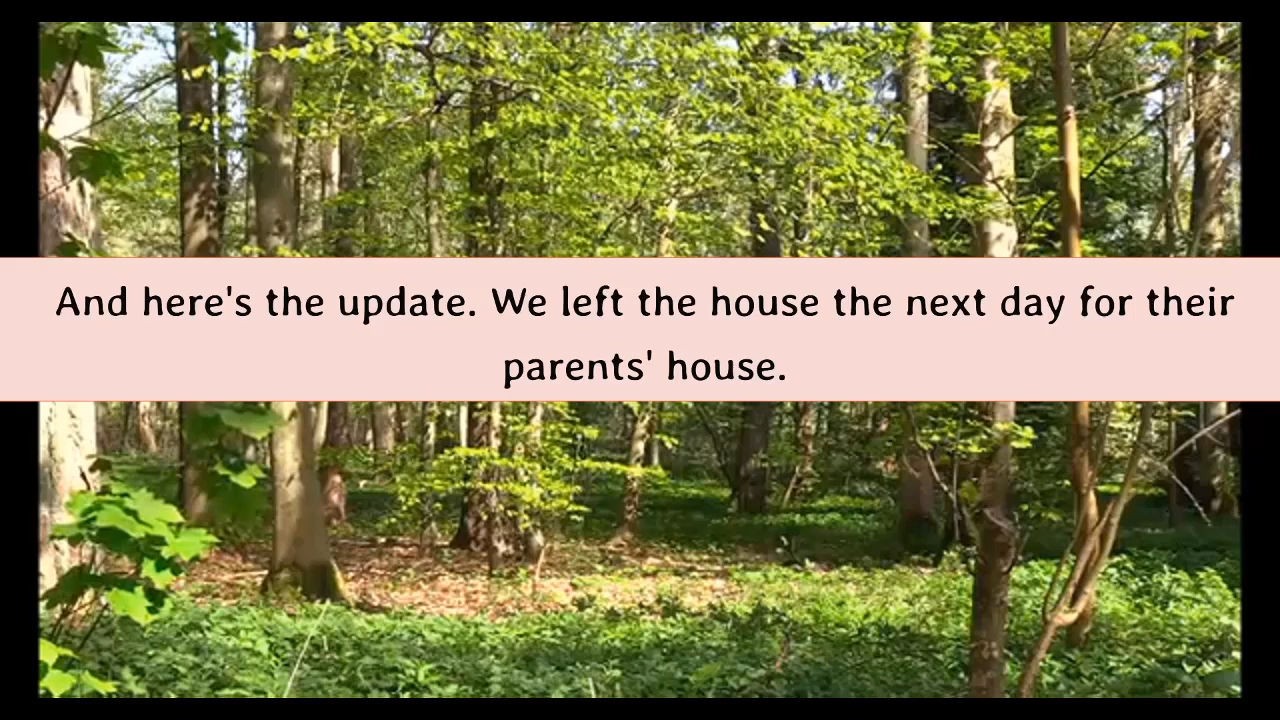 And here's the update. We left the house the next day for their
parents' house.